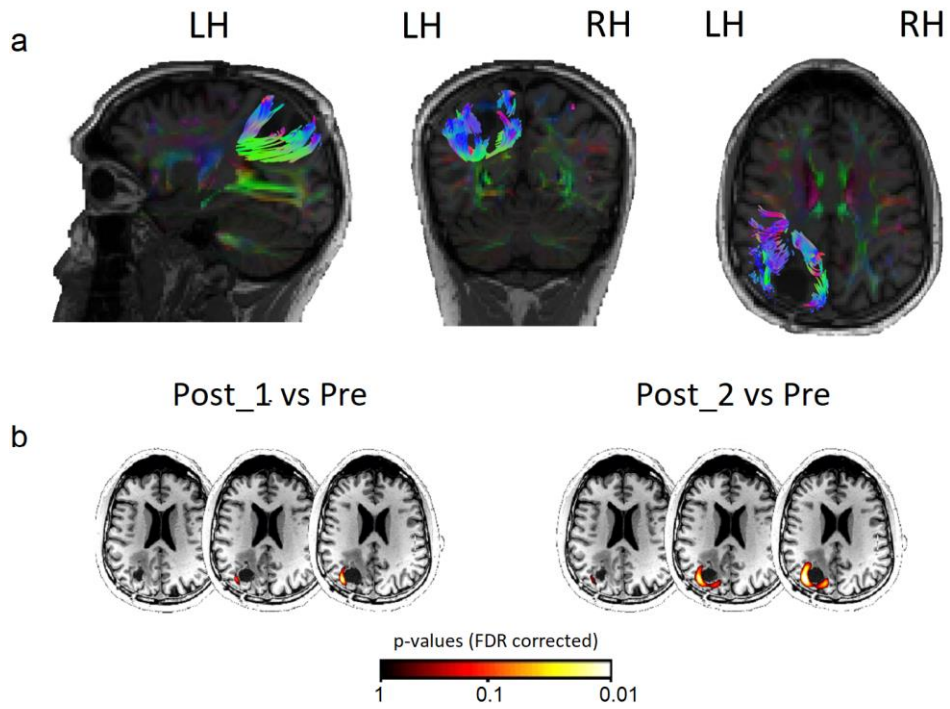 LH LH RH LH RH
a
Post_1 vs Pre Post_2 vs Pre
b
p-values (FDR corrected)
1 0.1 0.01